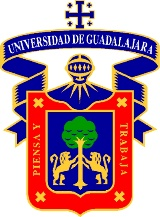 UNIVERSIDAD DE GUADALAJARA
PIENSA Y
TRABAJA